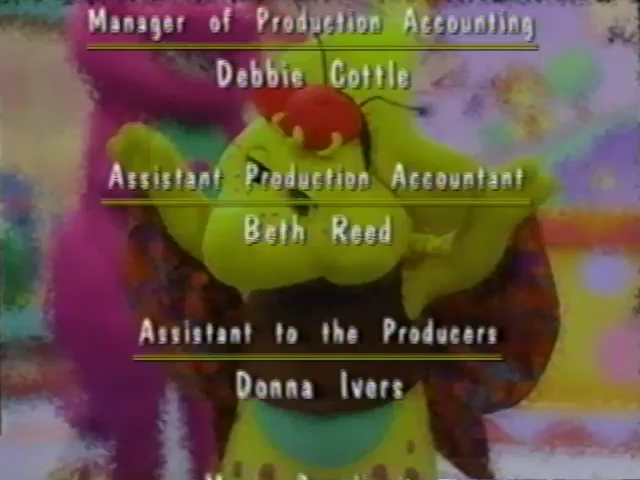 Manager of Production Accounting
Debbie Cottle
Assistant Production Accountant
Beth Reed
Assistant to the Producers
Donna Ivers